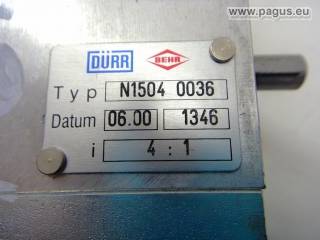 www.pagus.eu
DÜRR BEHR
Typ N1504 0036
Datum 06.00 1346
i 4:1